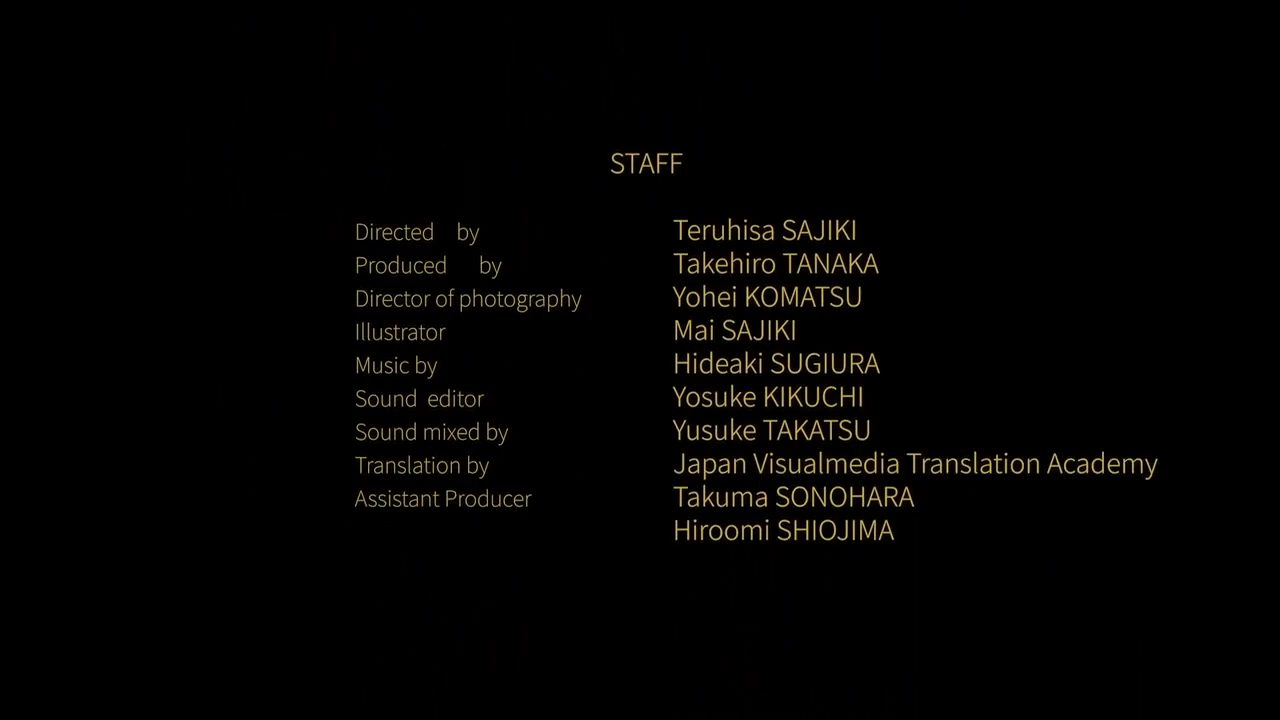 STAFF
Directed by Teruhisa SAJIKI
Produced by Takehiro TANAKA
Director of photography Yohei KOMATSU
Illustrator Mai SAJIKI
Music by Hideaki SUGIURA
Sound editor Yosuke KIKUCHI
Sound mixed by Yusuke TAKATSU
Translation by Japan Visualmedia Translation Academy
Assistant Producer Takuma SONOHARA
Hiroomi SHIOJIMA